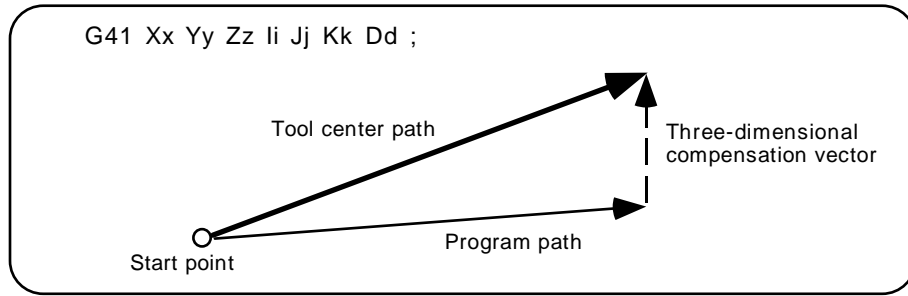 G41 Xx Yy Zz Ii Jj Kk Dd ;
Tool center path
Three-dimensional
compensation vector
Program path
Start point